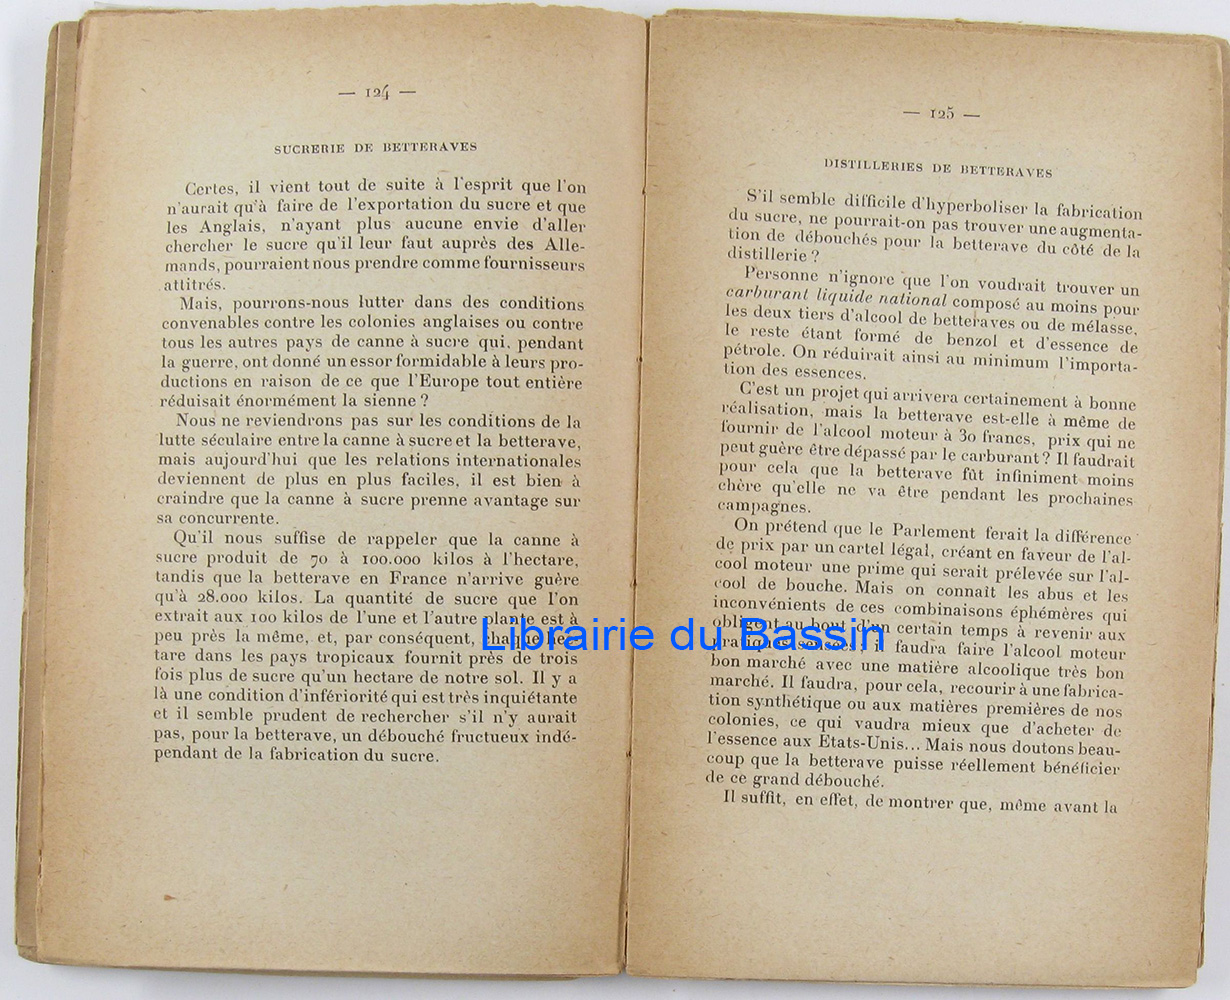 — 124 —
SUCRERIE DE BETTERAVES
Certes, il vient tout de suite à l'esprit que l'on
n'aurait qu'à faire de l'exportation du sucre et que
les Anglais, n'ayant plus aucune envie d'aller
chercher le sucre qu'il leur faut auprès des Alle-
mands, pourraient nous prendre comme fournisseurs
attitrés.
Mais, pourrons-nous lutter dans des conditions
convenables contre les colonies anglaises ou contre
tous les autres pays de canne à sucre qui, pendant
la guerre, ont donné un essor formidable à leurs pro-
ductions en raison de ce que l'Europe tout entière
réduisait énormément la sienne ?
Nous ne reviendrons pas sur les conditions de la
lutte séculaire entre la canne à sucre et la betterave,
mais aujourd'hui que les relations internationales
deviennent de plus en plus faciles, il est bien à
craindre que la canne à sucre prenne avantage sur
sa concurrente.
Qu'il nous suffise de rappeler que la canne à
sucre produit de 70 à 100.000 kilos à l'hectare,
tandis que la betterave en France n'arrive guère
qu'à 28.000 kilos. La quantité de sucre que l'on
extrait aux 100 kilos de l'une et l'autre plante est à
peu près la même, et, par conséquent, chaque hec-
tare dans les pays tropicaux fournit près de trois
fois plus de sucre qu'un hectare de notre sol. Il y a
là une condition d'infériorité qui est très inquiétante
et il semble prudent de rechercher s'il n'y aurait
pas, pour la betterave, un débouché fructueux indé-
pendant de la fabrication du sucre.
— 125 —
DISTILLERIES DE BETTERAVES
S'il semble difficile d'hyperboliser la fabrication
du sucre, ne pourrait-on pas trouver une augmenta-
tion de débouchés pour la betterave du côté de la
distillerie ?
Personne n'ignore que l'on voudrait trouver un
carburant liquide national composé au moins pour
les deux tiers d'alcool de betteraves ou de mélasse,
le reste étant formé de benzol et d'essence de
pétrole. On réduirait ainsi au minimum l'importa-
tion des essences.
C'est un projet qui arrivera certainement à bonne
réalisation, mais la betterave est-elle à même de
fournir de l'alcool moteur à 30 francs, prix qui ne
peut guère être dépassé par le carburant ? Il faudrait
pour cela que la betterave fût infiniment moins
chère qu'elle ne va être pendant les prochaines
campagnes.
On prétend que le Parlement ferait la différence
de prix par un cartel légal, créant en faveur de l'al-
cool moteur une prime qui serait prélevée sur l'al-
cool de bouche. Mais on connaît les abus et les
inconvénients de ces combinaisons éphémères qui
obligent au bout d'un certain temps à revenir aux
pratiques sensées; il faudra faire l'alcool moteur
bon marché avec une matière alcoolique très bon
marché. Il faudra, pour cela, recourir à une fabrica-
tion synthétique ou aux matières premières de nos
colonies, ce qui vaudra mieux que d'acheter de
l'essence aux Etats-Unis... Mais nous doutons beau-
coup que la betterave puisse réellement bénéficier
de ce grand débouché.
Il suffit, en effet, de montrer que, même avant la
Librairie du Bassin